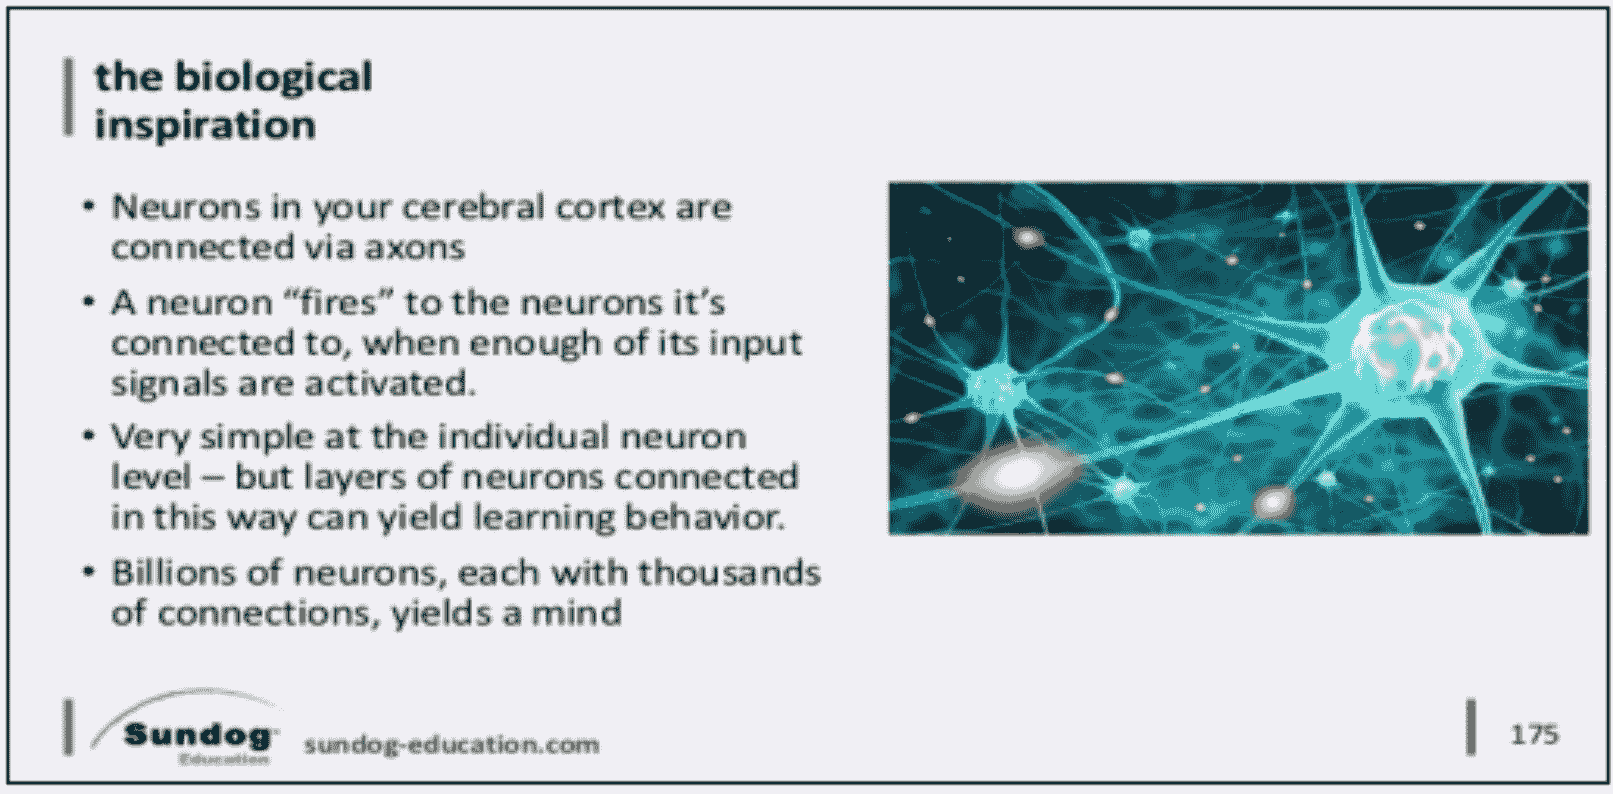 the biological
inspiration
• Neurons in your cerebral cortex are
connected via axons
• A neuron “fires” to the neurons it’s
connected to, when enough of its input
signals are activated.
• Very simple at the individual neuron
level – but layers of neurons connected
in this way can yield learning behavior.
• Billions of neurons, each with thousands
of connections, yields a mind
Sundog
Education
sundog-education.com
175